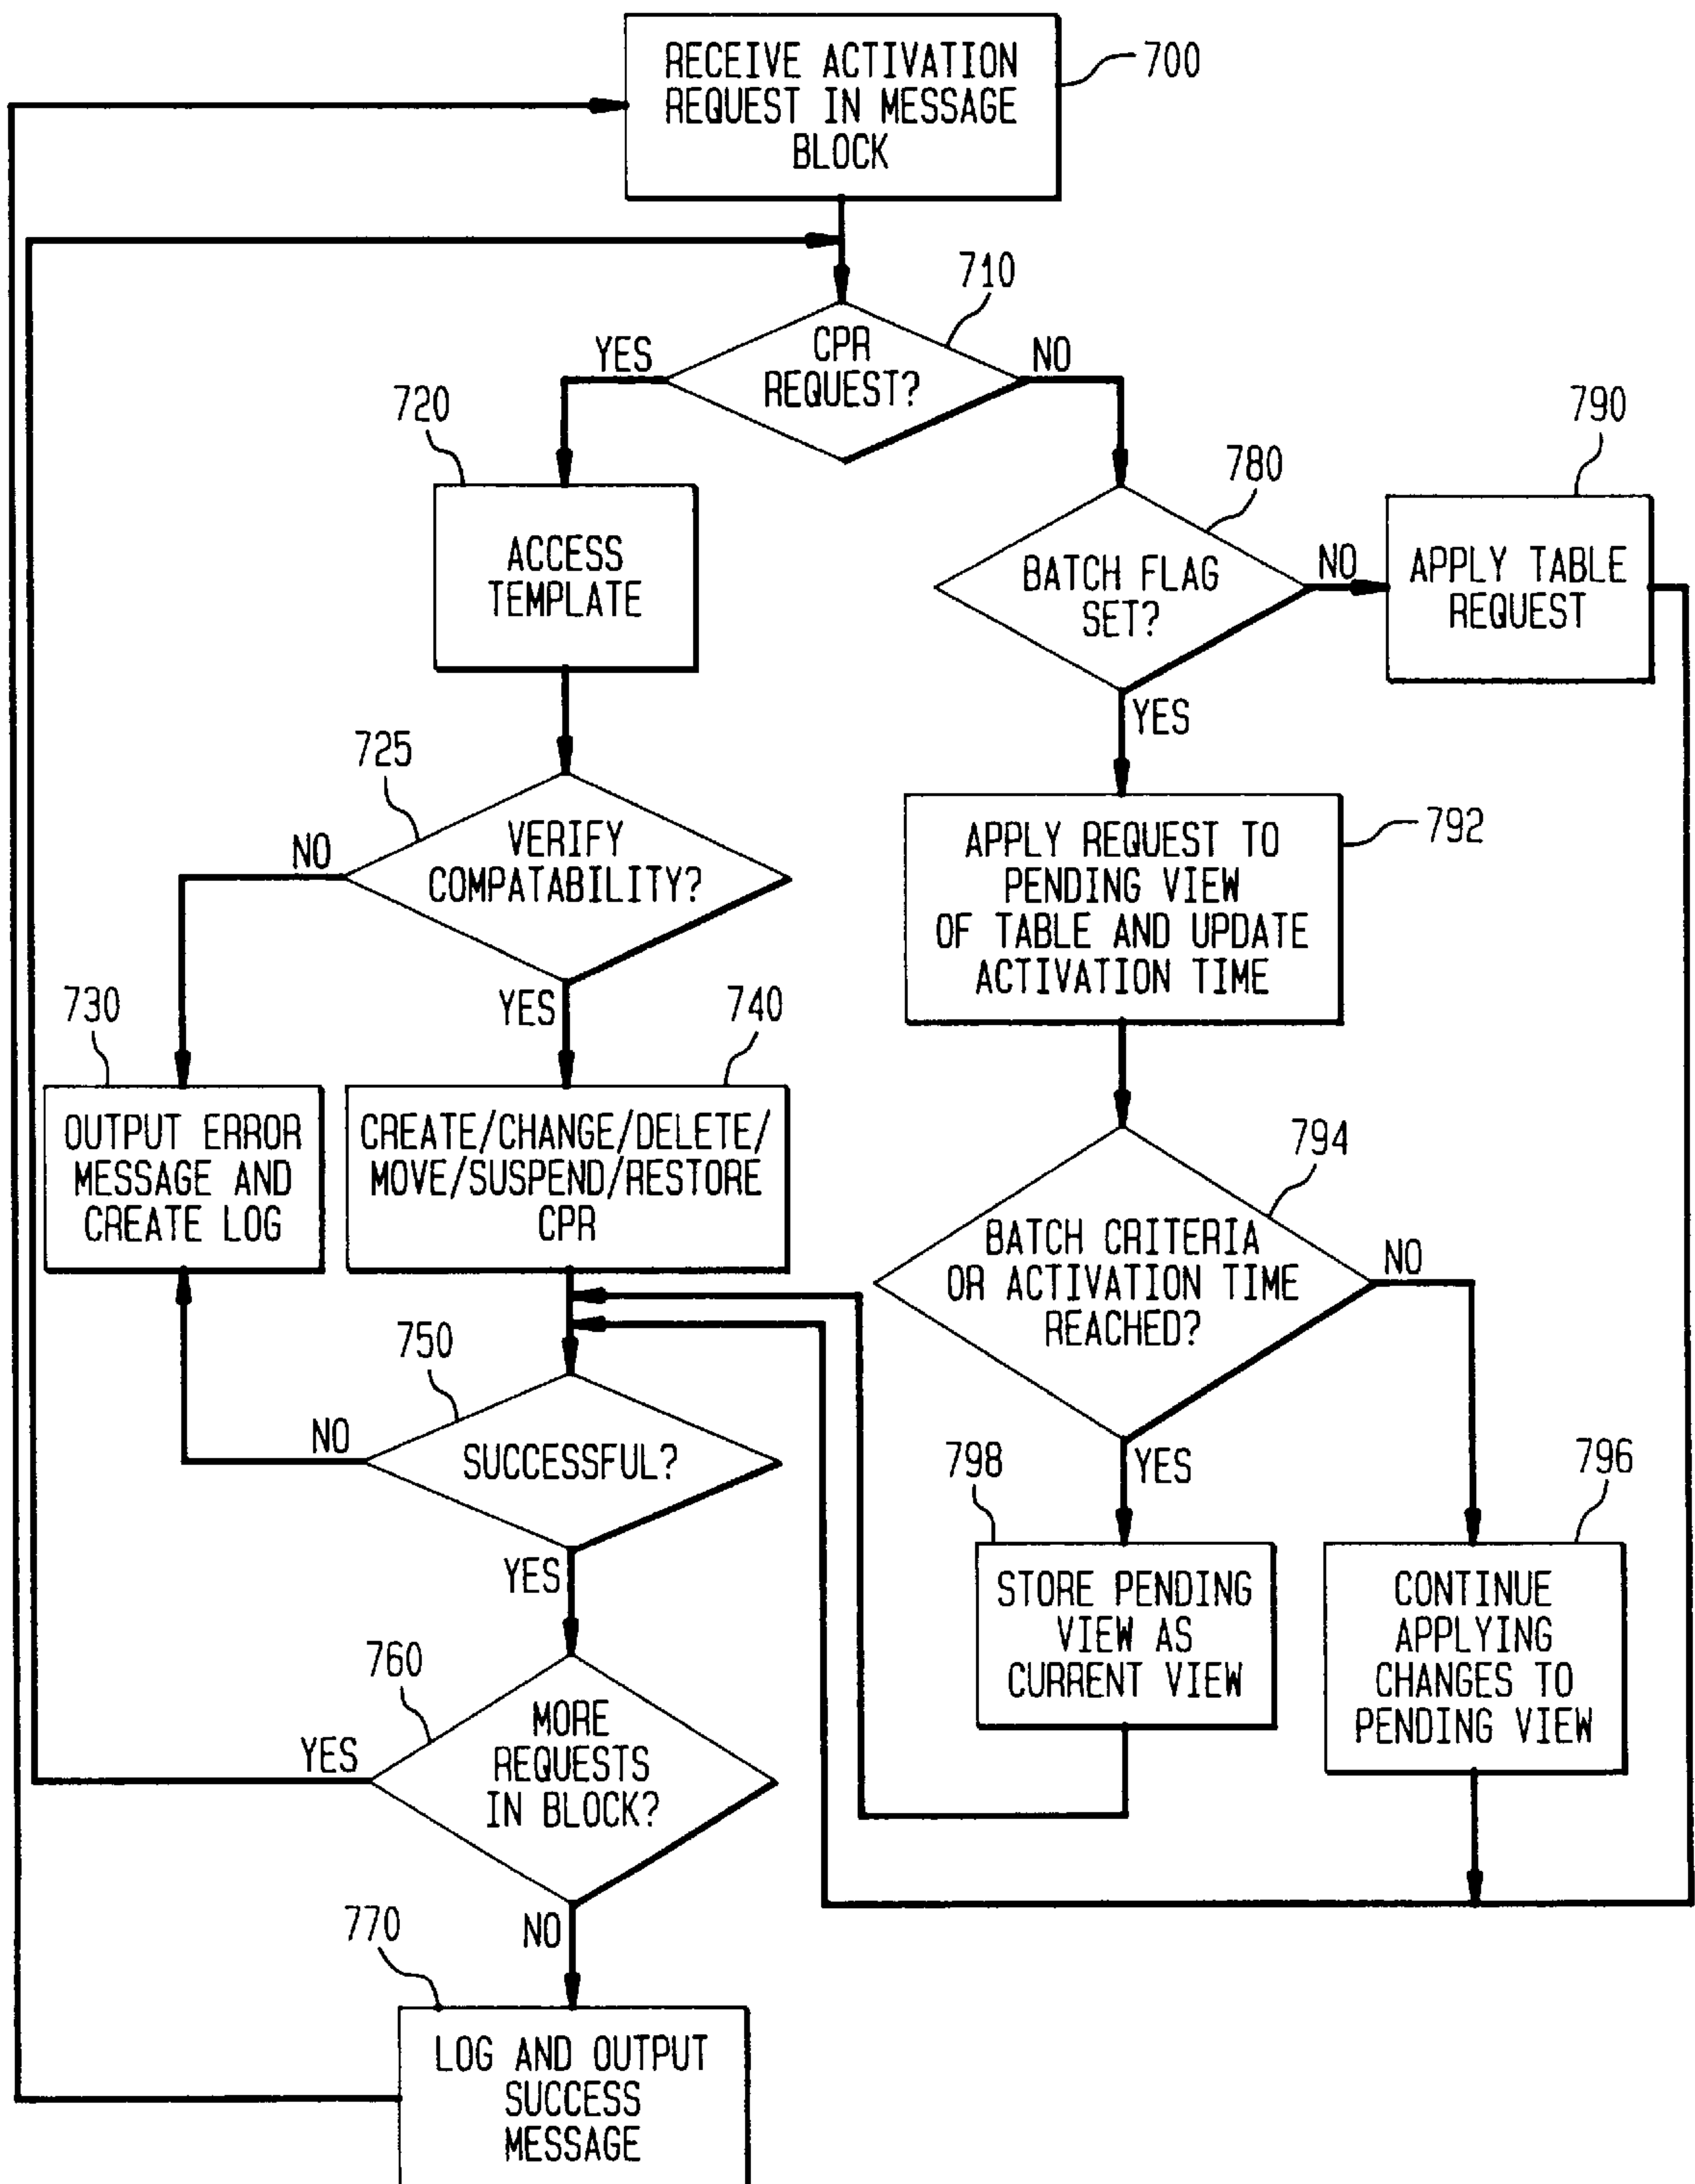 RECEIVE ACTIVATION
REQUEST IN MESSAGE
BLOCK
700
710
CPR
REQUEST?
YES
NO
720
ACCESS
TEMPLATE
780
BATCH FLAG
SET?
NO
YES
790
APPLY TABLE
REQUEST
725
VERIFY
COMPATABILITY?
NO
YES
792
APPLY REQUEST TO
PENDING VIEW
OF TABLE AND UPDATE
ACTIVATION TIME
730
OUTPUT ERROR
MESSAGE AND
CREATE LOG
740
CREATE/CHANGE/DELETE/
MOVE/SUSPEND/RESTORE
CPR
794
BATCH CRITERIA
OR ACTIVATION TIME
REACHED?
NO
YES
750
SUCCESSFUL?
NO
YES
798
STORE PENDING
VIEW AS
CURRENT VIEW
796
CONTINUE
APPLYING
CHANGES TO
PENDING VIEW
760
MORE
REQUESTS
IN BLOCK?
YES
NO
770
LOG AND OUTPUT
SUCCESS
MESSAGE